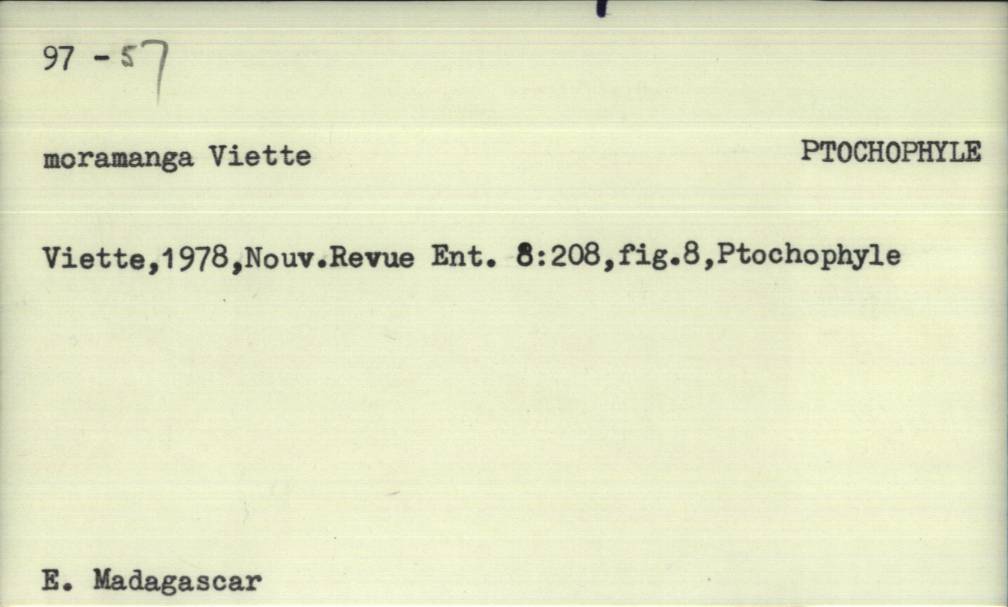 97 - 57
moramanga Viette PTOCHOPHYLE
Viette,1978,Nouv.Revue Ent. 8:208,fig.8,Ptochophyle
E. Madagascar